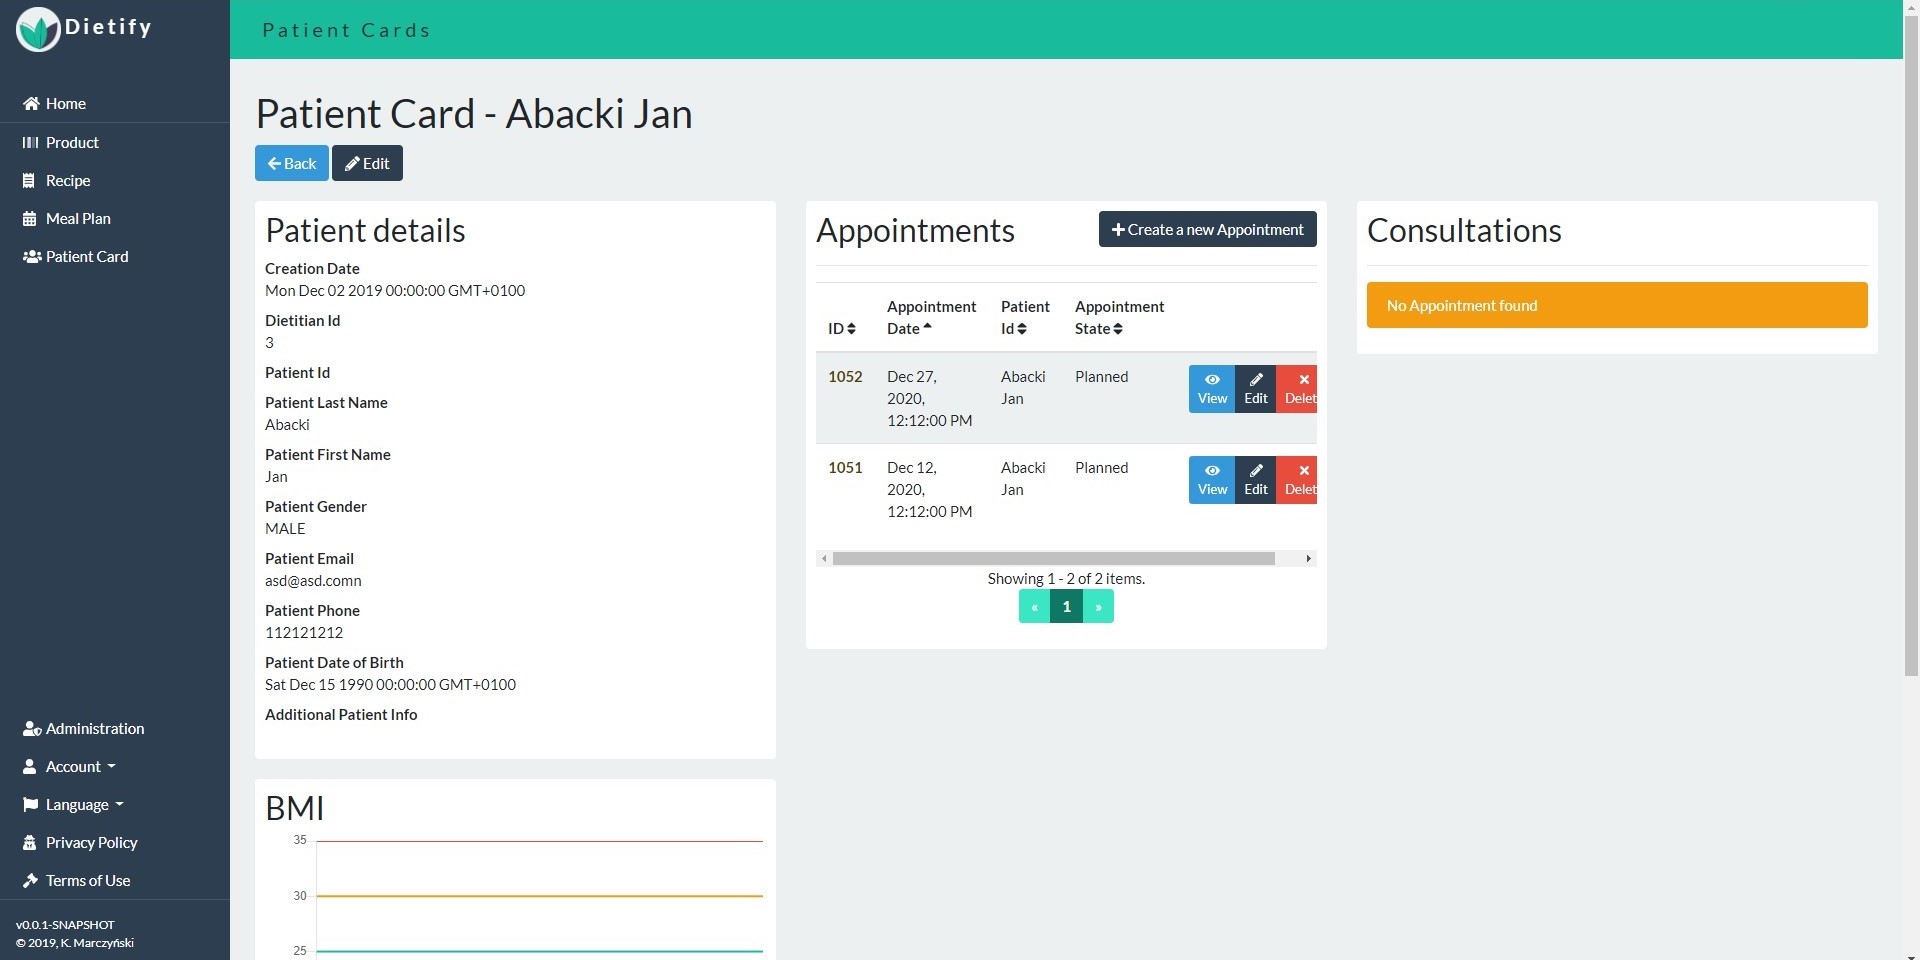 Dietify
Patient Cards
Home
Product
Recipe
Meal Plan
Patient Card
Administration
Account
Language
Privacy Policy
Terms of Use
v0.0.1-SNAPSHOT
© 2019, K. Marczyński
Patient Card - Abacki Jan
Back
Edit
Patient details
Creation Date
Mon Dec 02 2019 00:00:00 GMT+0100
Dietitian Id
3
Patient Id
Patient Last Name
Abacki
Patient First Name
Jan
Patient Gender
MALE
Patient Email
asd@asd.comn
Patient Phone
112121212
Patient Date of Birth
Sat Dec 15 1990 00:00:00 GMT+0100
Additional Patient Info
BMI
35
30
25
Appointments
Create a new Appointment
ID
Appointment
Date
Patient
Id
Appointment
State
1052
Dec 27,
2020,
12:12:00 PM
Abacki
Jan
Planned
View
Edit
Delet
1051
Dec 12,
2020,
12:12:00 PM
Abacki
Jan
Planned
View
Edit
Delet
Showing 1 - 2 of 2 items.
« 1 »
Consultations
No Appointment found